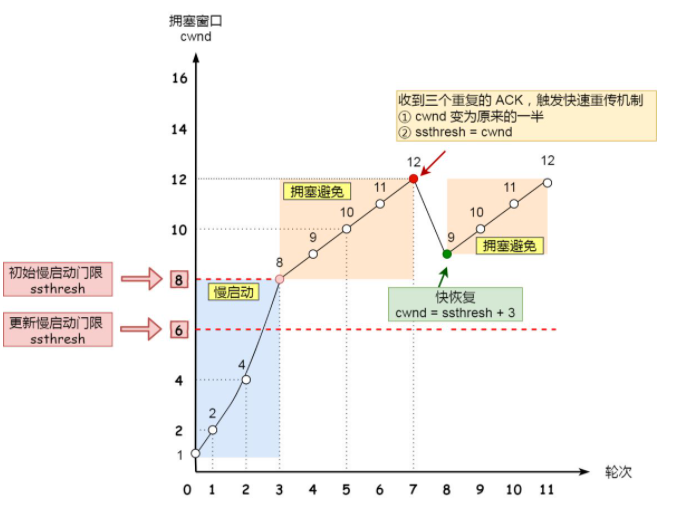 拥塞窗口
cwnd
16
14
12
10
8
6
4
2
1
收到三个重复的 ACK，触发快速重传机制
① cwnd 变为原来的一半
② ssthresh = cwnd
初始慢启动门限
ssthresh
更新慢启动门限
ssthresh
慢启动
拥塞避免
2
4
8
9
10
11
12
9
10
11
12
拥塞避免
快恢复
cwnd = ssthresh + 3
0 1 2 3 4 5 6 7 8 9 10 11
轮次